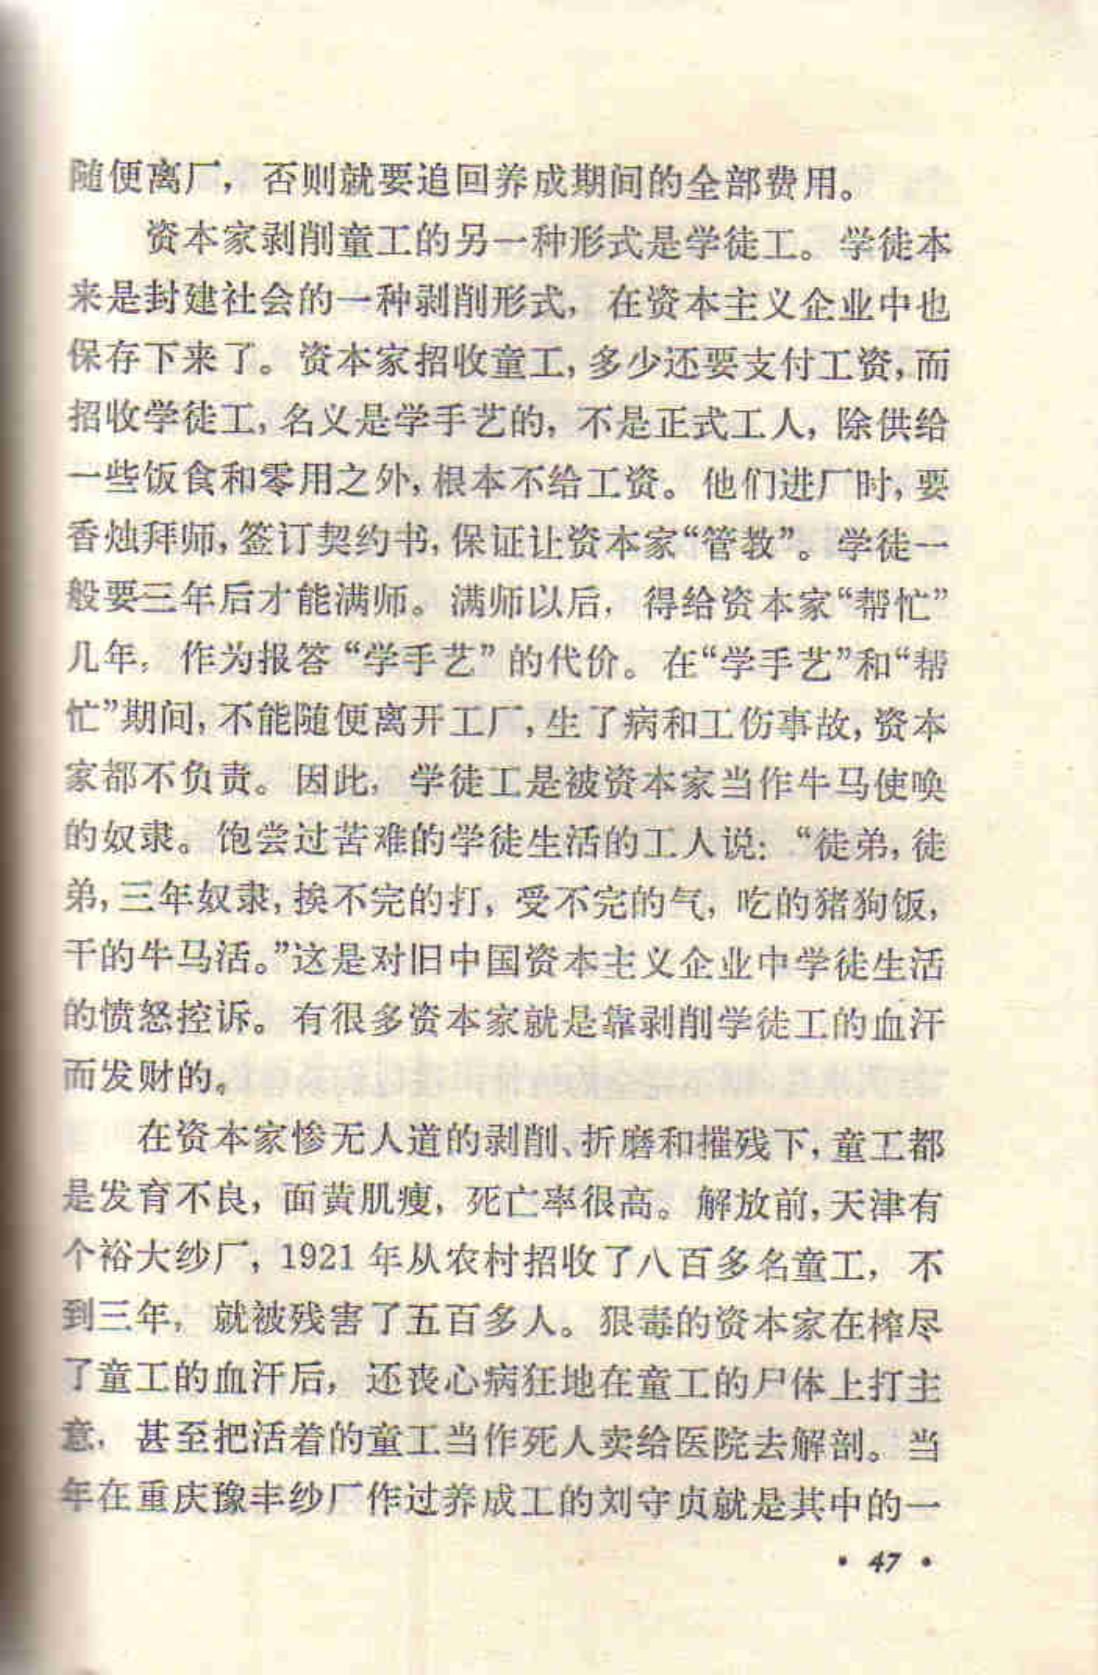 随便离厂，否则就要追回养成期间的全部费用。
资本家剥削童工的另一种形式是学徒工。学徒本
来是封建社会的一种剥削形式，在资本主义企业中也
保存下来了。资本家招收童工，多少还要支付工资，而
招收学徒工，名义是学手艺的，不是正式工人，除供给
一些饭食和零用之外，根本不给工资。他们进厂时，要
香烛拜师，签订契约书，保证让资本家“管教”。学徒一
般要三年后才能满师。满师以后，得给资本家“帮忙”
几年，作为报答“学手艺”的代价。在“学手艺”和“帮
忙”期间，不能随便离开工厂，生了病和工伤事故，资本
家都不负责。因此，学徒工是被资本家当作牛马使唤
的奴隶。饱尝过苦难的学徒生活的工人说：“徒弟，徒
弟，三年奴隶，挨不完的打，受不完的气，吃的猪狗饭，
干的牛马活。”这是对旧中国资本主义企业中学徒生活
的愤怒控诉。有很多资本家就是靠剥削学徒工的血汗
而发财的。
在资本家惨无人道的剥削、折磨和摧残下，童工都
是发育不良，面黄肌瘦，死亡率很高。解放前，天津有
个裕大纱厂，1921年从农村招收了八百多名童工，不
到三年，就被残害了五百多人。狠毒的资本家在榨尽
了童工的血汗后，还丧心病狂地在童工的尸体上打主
意，甚至把活着的童工当作死人卖给医院去解剖。当
年在重庆豫丰纱厂作过养成工的刘守贞就是其中的一
• 47 •